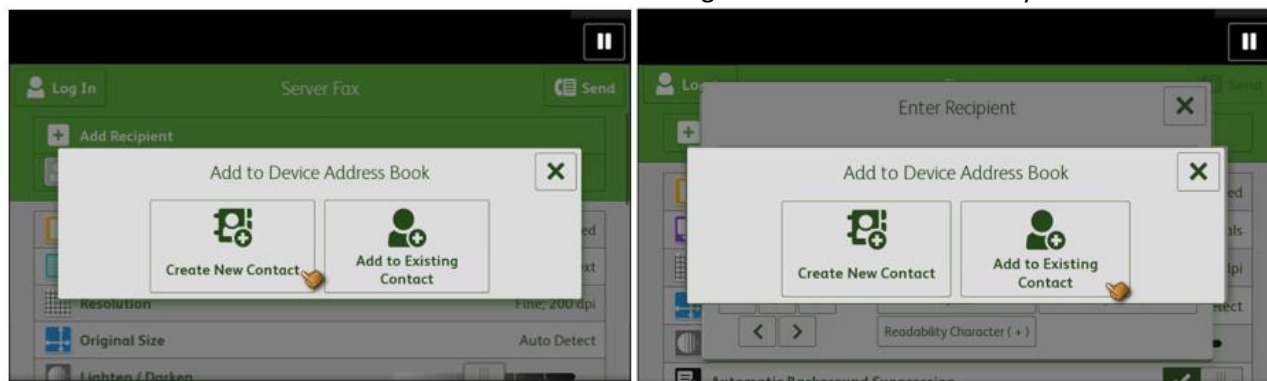 Log In
Server Fax
Send
Add Recipient
Add to Device Address Book
Create New Contact
Add to Existing
Contact
Resolution
Fine; 200 dpi
Original Size
Auto Detect
Lighten / Darken
Enter Recipient
Add to Device Address Book
Create New Contact
Add to Existing
Contact
Readability Character ( + )
Automatic Background Suppression